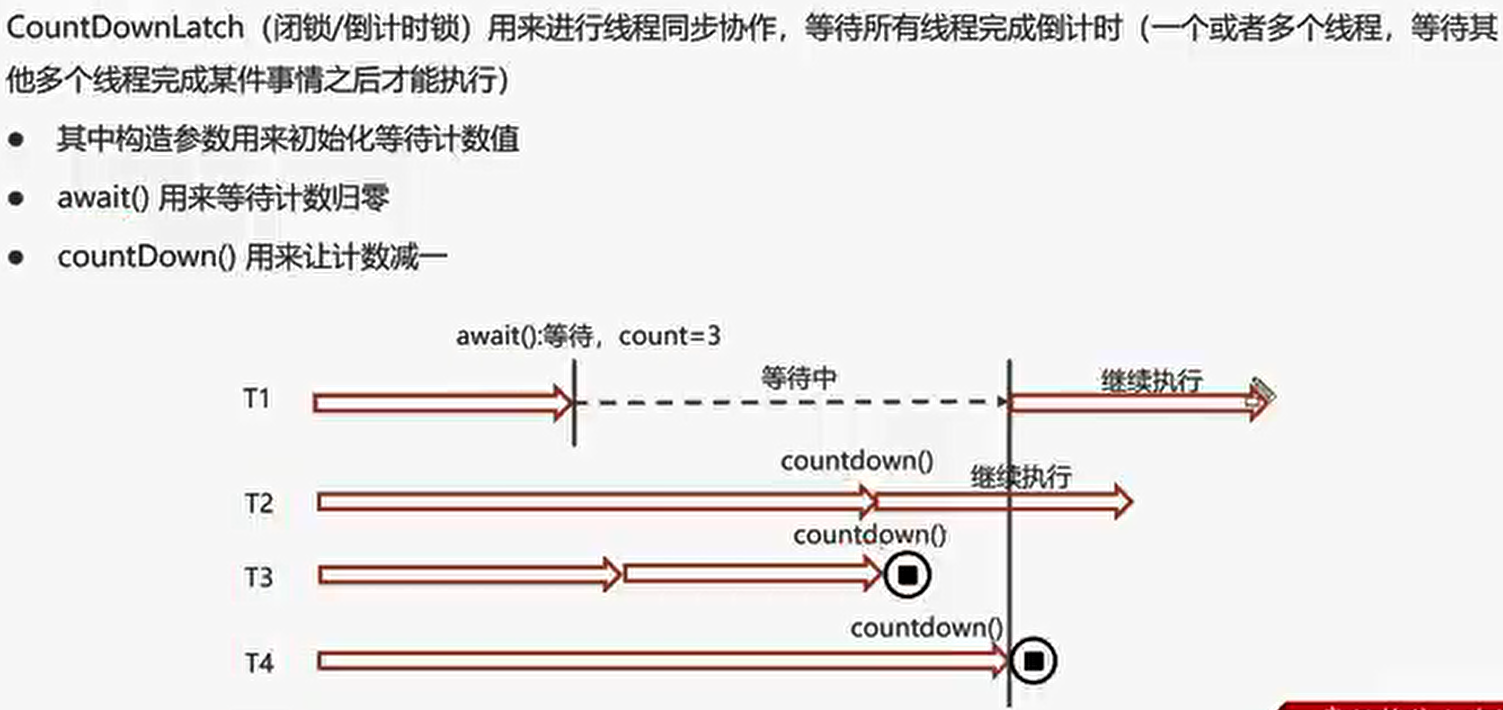 CountDownLatch（闭锁/倒计时锁）用来进行线程同步协作，等待所有线程完成倒计时（一个或者多个线程，等待其
他多个线程完成某件事情之后才能执行）
● 其中构造参数用来初始化等待计数值
● await() 用来等待计数归零
● countDown() 用来让计数减一
await():等待，count=3
T1
等待中
继续执行
countdown()
T2
继续执行
countdown()
T3
countdown()
T4